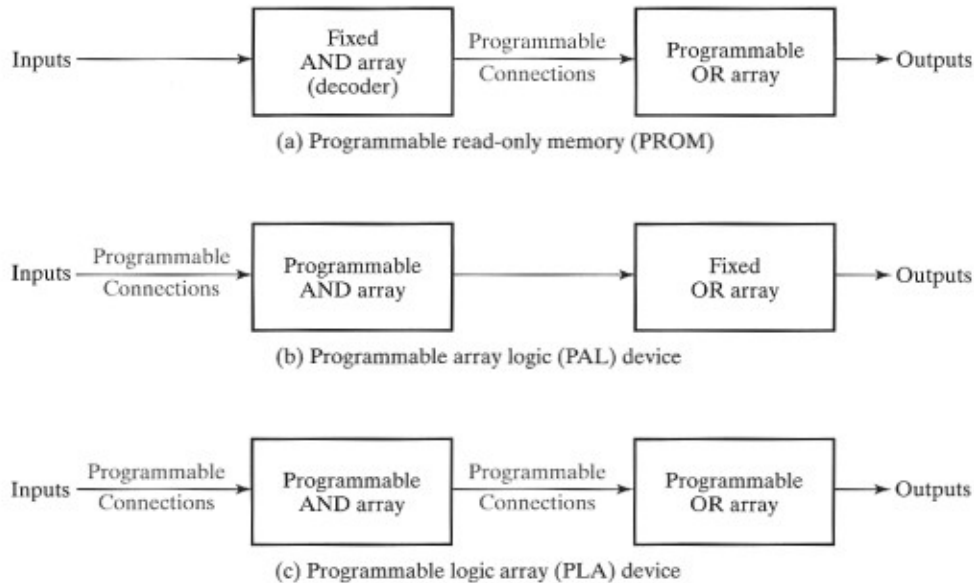 Inputs
Fixed
AND array
(decoder)
Programmable
Connections
Programmable
OR array
Outputs
(a) Programmable read-only memory (PROM)
Inputs
Programmable
Connections
Programmable
AND array
Fixed
OR array
Outputs
(b) Programmable array logic (PAL) device
Inputs
Programmable
Connections
Programmable
AND array
Programmable
Connections
Programmable
OR array
Outputs
(c) Programmable logic array (PLA) device